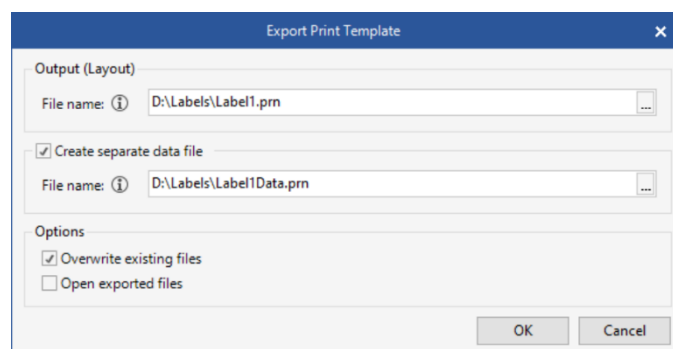 Export Print Template
Output (Layout)
File name:
D:\Labels\Label1.prn
...
Create separate data file
File name:
D:\Labels\Label1Data.prn
...
Options
Overwrite existing files
Open exported files
OK
Cancel